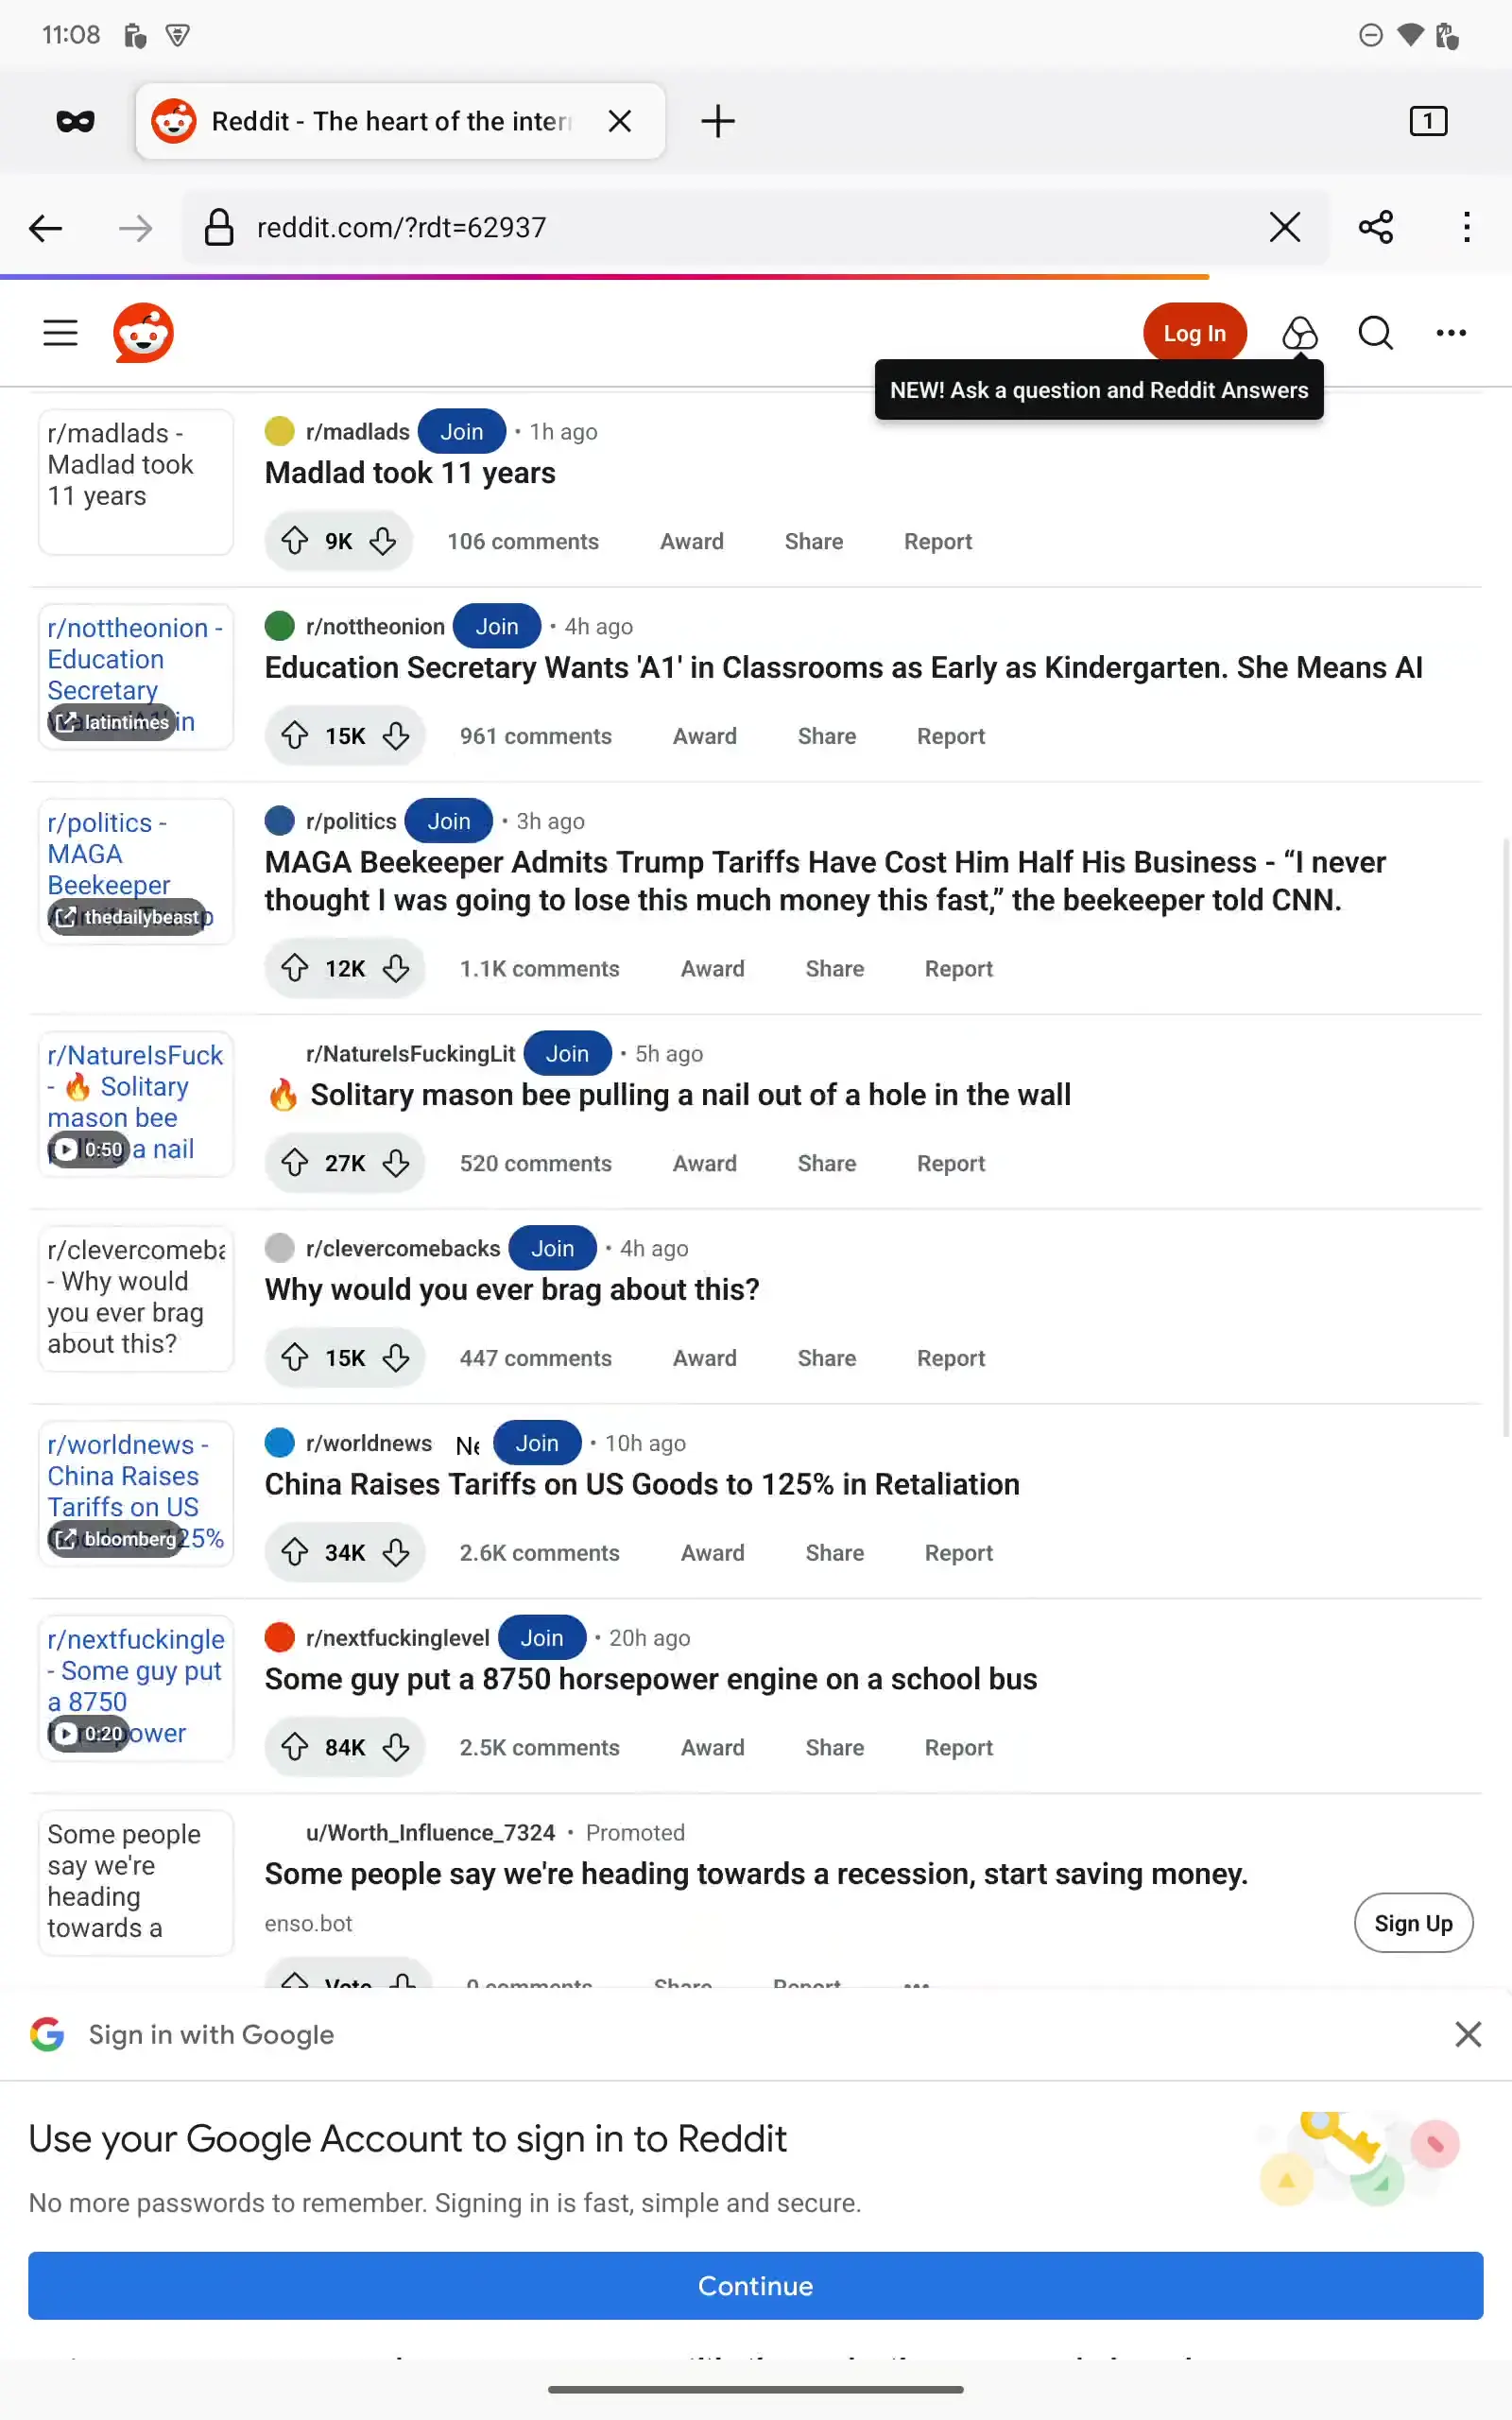 11:08
Reddit - The heart of the inter
1
reddit.com/?rdt=62937
Log In
NEW! Ask a question and Reddit Answers
r/madlads -
Madlad took
11 years
r/madlads Join • 1h ago
Madlad took 11 years
9K 106 comments Award Share Report
r/nottheonion -
Education
Secretary
latintimes in
r/nottheonion Join • 4h ago
Education Secretary Wants 'A1' in Classrooms as Early as Kindergarten. She Means AI
15K 961 comments Award Share Report
r/politics -
MAGA
Beekeeper
thedailybeast
r/politics Join • 3h ago
MAGA Beekeeper Admits Trump Tariffs Have Cost Him Half His Business - “I never
thought I was going to lose this much money this fast,” the beekeeper told CNN.
12K 1.1K comments Award Share Report
r/NatureIsFuck
- 🔥 Solitary
mason bee
0:50 a nail
r/NatureIsFuckingLit Join • 5h ago
🔥 Solitary mason bee pulling a nail out of a hole in the wall
27K 520 comments Award Share Report
r/clevercomeba
- Why would
you ever brag
about this?
r/clevercomebacks Join • 4h ago
Why would you ever brag about this?
15K 447 comments Award Share Report
r/worldnews -
China Raises
Tariffs on US
bloomberg 25%
r/worldnews Ne Join • 10h ago
China Raises Tariffs on US Goods to 125% in Retaliation
34K 2.6K comments Award Share Report
r/nextfuckingle
- Some guy put
a 8750
0:20 power
r/nextfuckinglevel Join • 20h ago
Some guy put a 8750 horsepower engine on a school bus
84K 2.5K comments Award Share Report
Some people
say we're
heading
towards a
u/Worth_Influence_7324 • Promoted
Some people say we're heading towards a recession, start saving money.
enso.bot
Sign Up
Vote 0 comments Share Report
Sign in with Google
Use your Google Account to sign in to Reddit
No more passwords to remember. Signing in is fast, simple and secure.
Continue